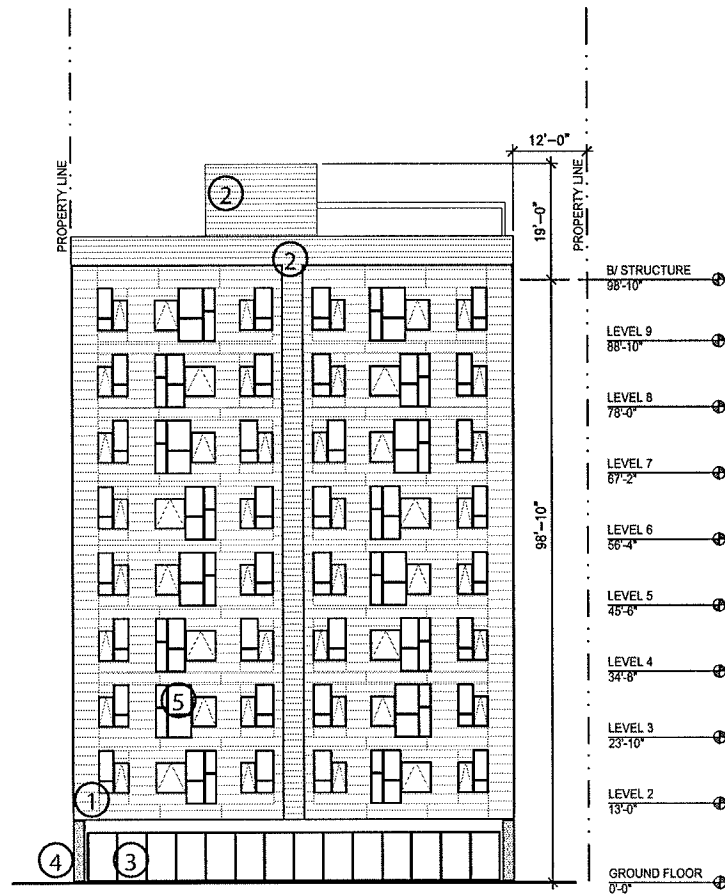 12'-0"
PROPERTY LINE
PROPERTY LINE
2
19'-0"
2
B/ STRUCTURE
98'-10"
LEVEL 9
88'-10"
LEVEL 8
78'-0"
LEVEL 7
67'-2"
98'-10"
LEVEL 6
56'-4"
LEVEL 5
45'-6"
LEVEL 4
34'-8"
5
LEVEL 3
23'-10"
1
LEVEL 2
13'-0"
4
3
GROUND FLOOR
0'-0"